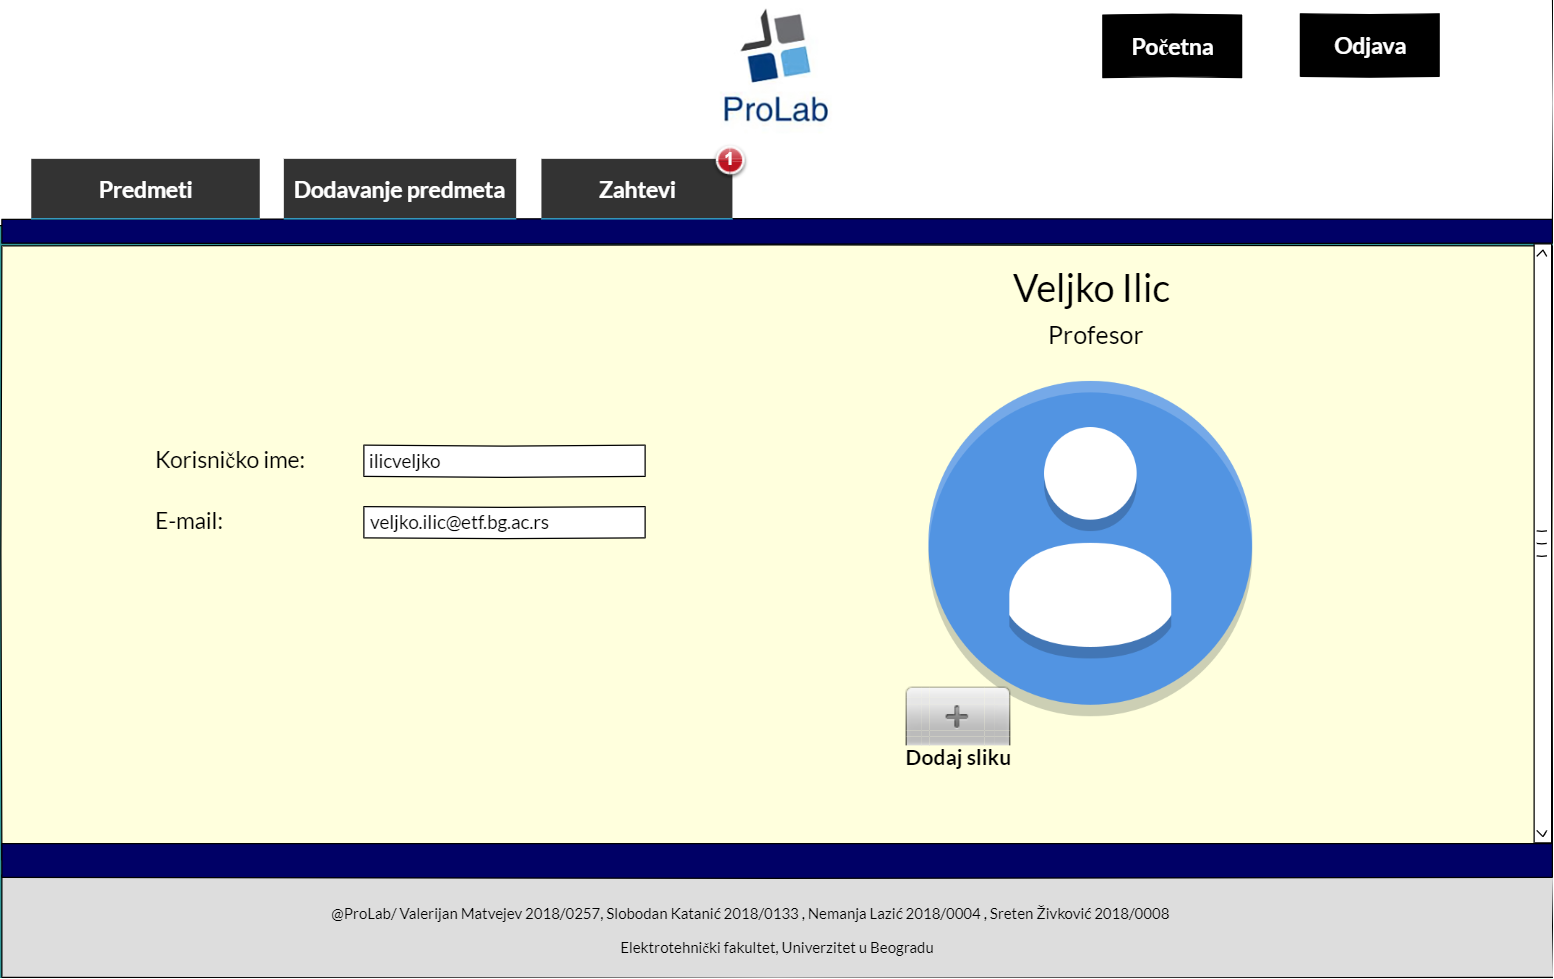 ProLab
Početna
Odjava
Predmeti
Dodavanje predmeta
Zahtevi
1
Veljko Ilic
Profesor
Korisničko ime:
ilicveljko
E-mail:
veljko.ilic@etf.bg.ac.rs
Dodaj sliku
@ProLab/ Valerijan Matvejev 2018/0257, Slobodan Katanić 2018/0133 , Nemanja Lazić 2018/0004 , Sreten Živković 2018/0008
Elektrotehnički fakultet, Univerzitet u Beogradu